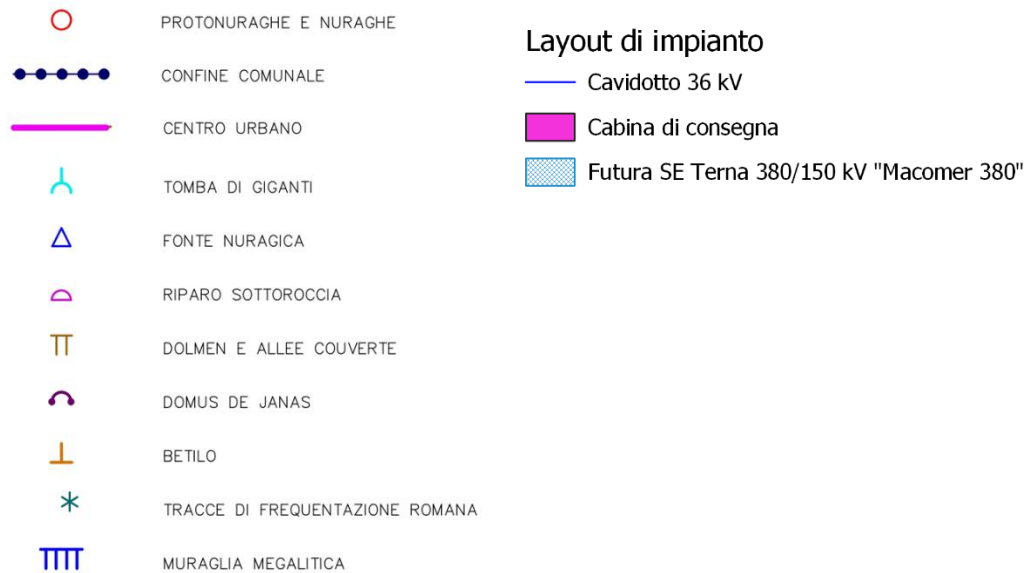 PROTONURAGHE E NURAGHE
CONFINE COMUNALE
CENTRO URBANO
TOMBA DI GIGANTI
FONTE NURAGICA
RIPARO SOTTOROCCIA
DOLMEN E ALLEE COUVERTE
DOMUS DE JANAS
BETILO
TRACCE DI FREQUENTAZIONE ROMANA
MURAGLIA MEGALITICA
Layout di impianto
Cavidotto 36 kV
Cabina di consegna
Futura SE Terna 380/150 kV "Macomer 380"